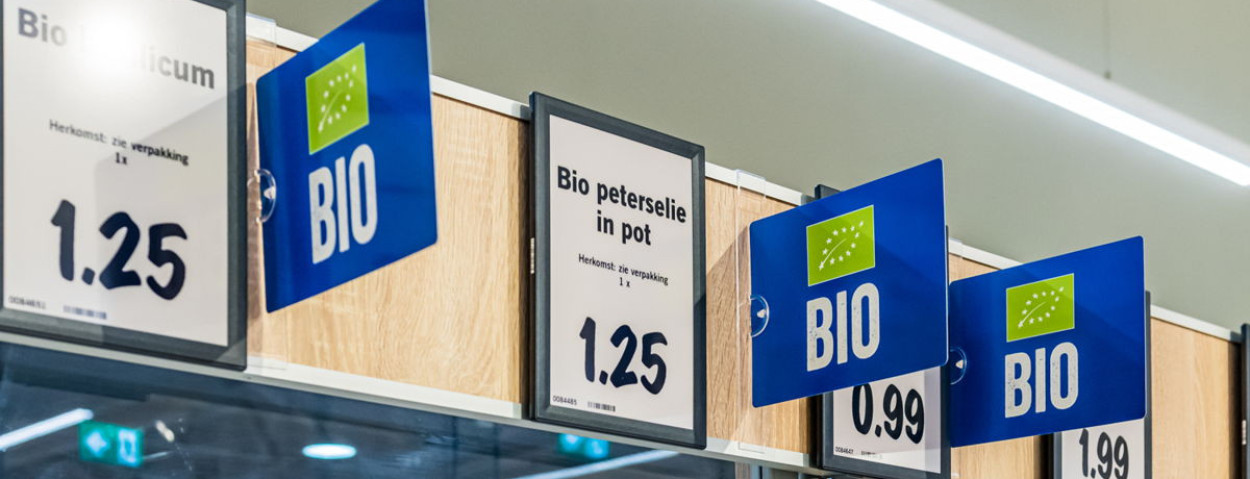 Bio
Herkomst: zie verpakking
1x
1.25
BIO
Bio peterselie
in pot
Herkomst: zie verpakking
1 x
1.25
0084485
BIO
0.99
BIO
1.99